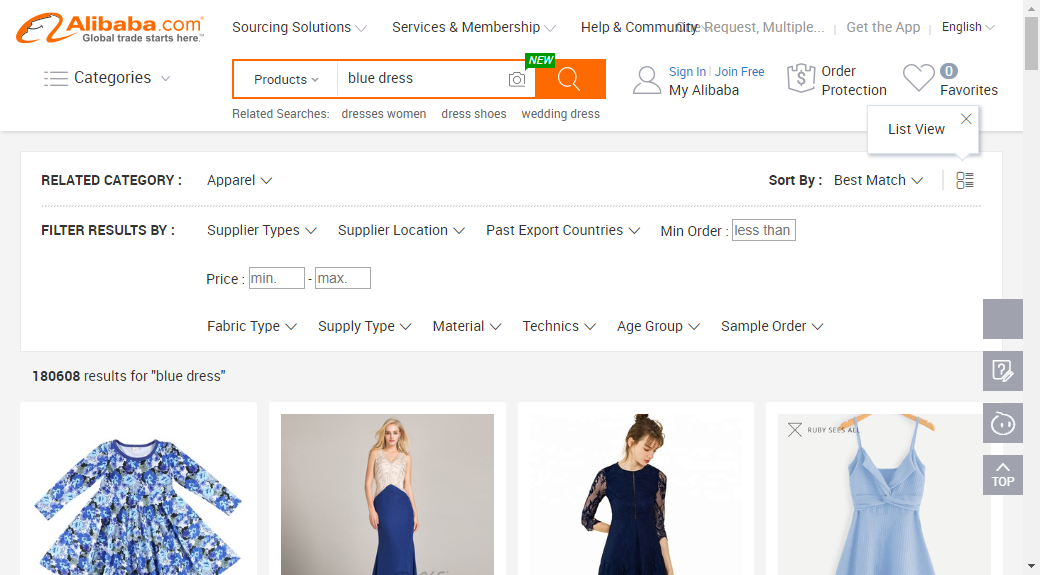 Alibaba.com
Global trade starts here.™
Sourcing Solutions
Services & Membership
Help & Community
One Request, Multiple...
Get the App
English
Categories
Products
blue dress
NEW
Sign In | Join Free
My Alibaba
Order
Protection
0
Favorites
Related Searches: dresses women dress shoes wedding dress
List View
RELATED CATEGORY :
Apparel
Sort By :
Best Match
FILTER RESULTS BY :
Supplier Types
Supplier Location
Past Export Countries
Min Order :
less than
Price :
min.
-
max.
Fabric Type
Supply Type
Material
Technics
Age Group
Sample Order
180608 results for "blue dress"
RUBY SEES ALL
TOP